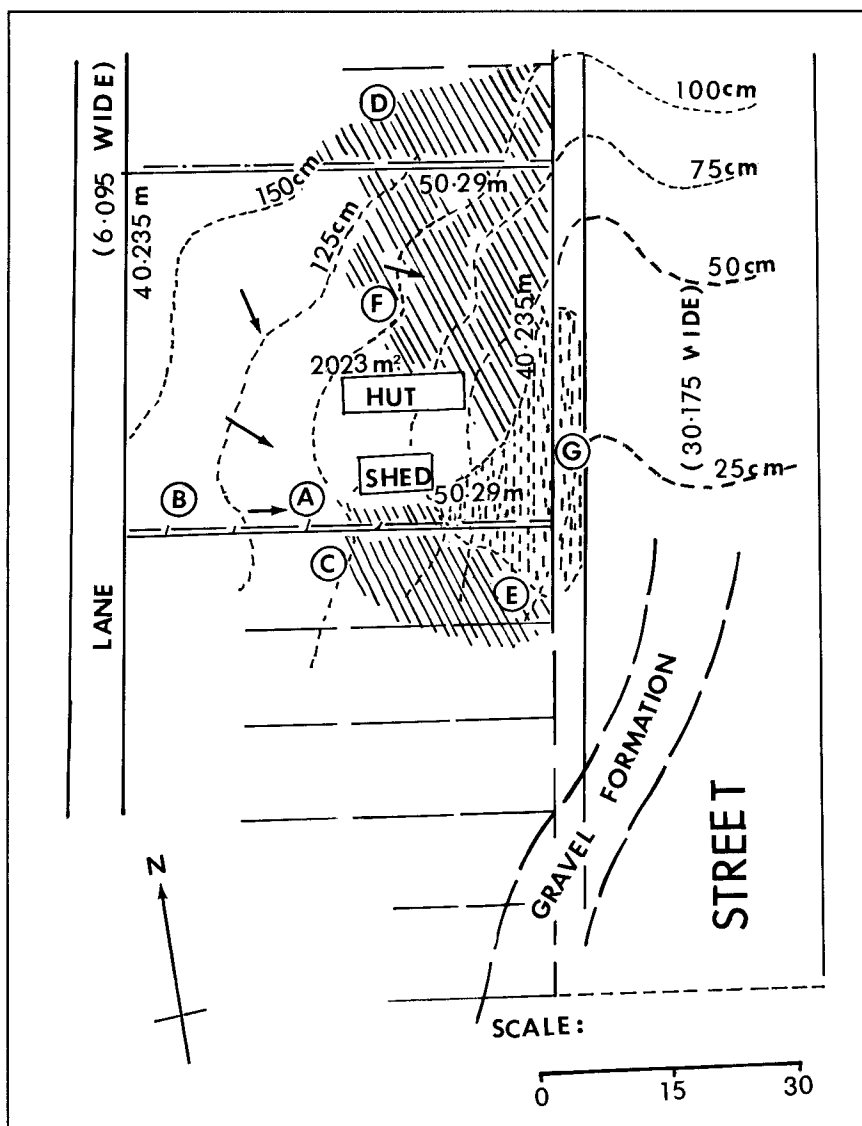 (6·095 WIDE)
LANE
40·235 m
150cm
125cm
50·29m
D
100cm
75cm
50cm
25cm
(30·175 WIDE)
F
2023 m²
40·235m
HUT
SHED
50·29m
G
B
A
C
E
GRAVEL FORMATION
STREET
N
SCALE:
0 15 30